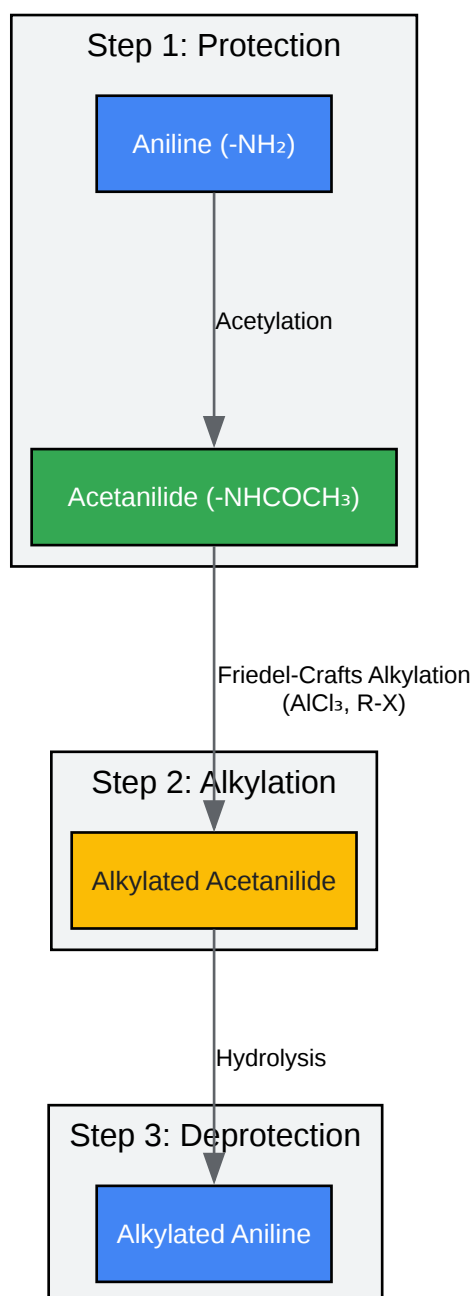 Step 1: Protection
Aniline (-NH₂)
Acetylation
Acetanilide (-NHCOCH₃)
Friedel-Crafts Alkylation
(AlCl₃, R-X)
Step 2: Alkylation
Alkylated Acetanilide
Hydrolysis
Step 3: Deprotection
Alkylated Aniline